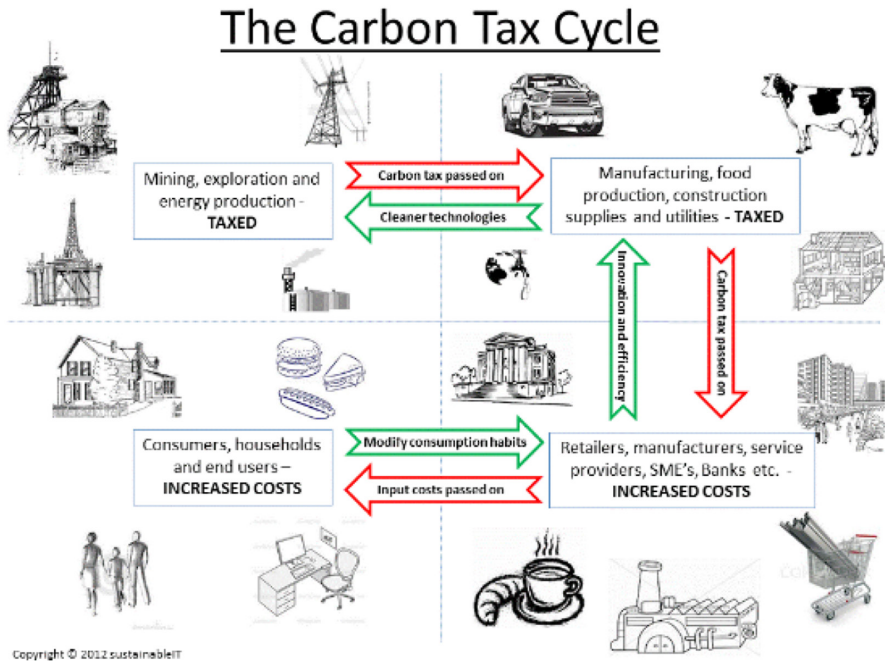 The Carbon Tax Cycle
Mining, exploration and
energy production -
TAXED
Carbon tax passed on
Cleaner technologies
Manufacturing, food
production, construction
supplies and utilities - TAXED
Innovation and efficiency
Carbon tax passed on
Consumers, households
and end users –
INCREASED COSTS
Modify consumption habits
Input costs passed on
Retailers, manufacturers, service
providers, SME's, Banks etc. -
INCREASED COSTS
Copyright © 2012 sustainableIT